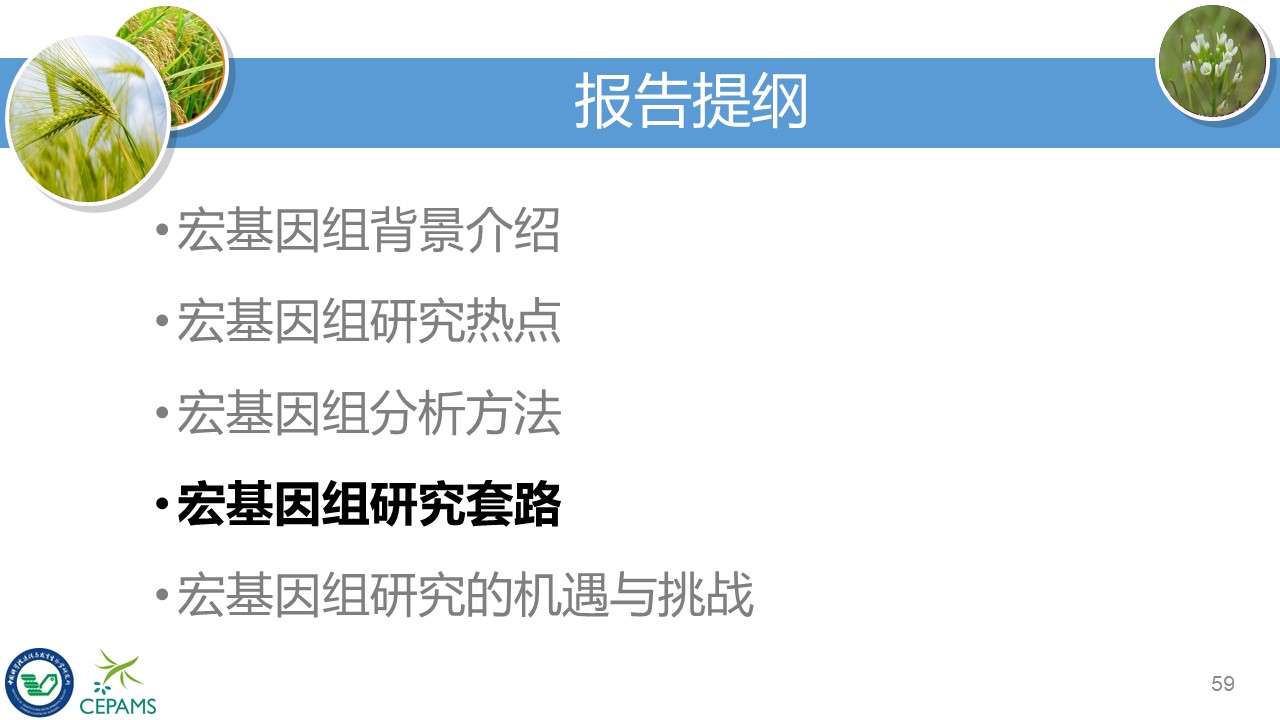 报告提纲
•宏基因组背景介绍
•宏基因组研究热点
•宏基因组分析方法
•宏基因组研究套路
•宏基因组研究的机遇与挑战
CEPAMS
59